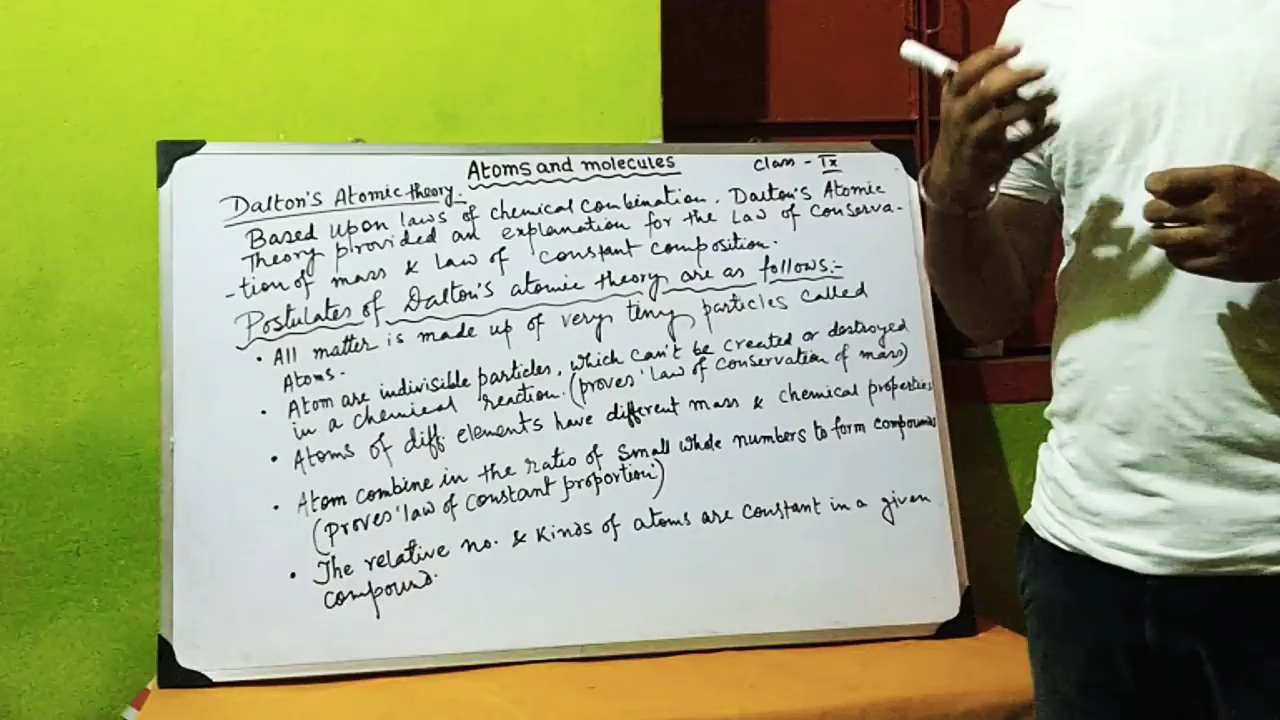 Atoms and molecules
Class - IX
Dalton's Atomic theory.
Based upon laws of chemical combination. Dalton's Atomic
Theory provided an explanation for the Law of conserva-
-tion of mass & Law of constant composition.
Postulates of Dalton's atomic theory are as follows:-
• All matter is made up of very tiny particles called
Atoms.
• Atom are indivisible particles, which can't be created or destroyed
in a chemical reaction. (proves 'law of conservation of mass)
• Atoms of diff. elements have different mass & chemical properties
• Atom combine in the ratio of small whole numbers to form compounds
(proves 'law of constant proportion')
• The relative no. & kinds of atoms are constant in a given
compound.